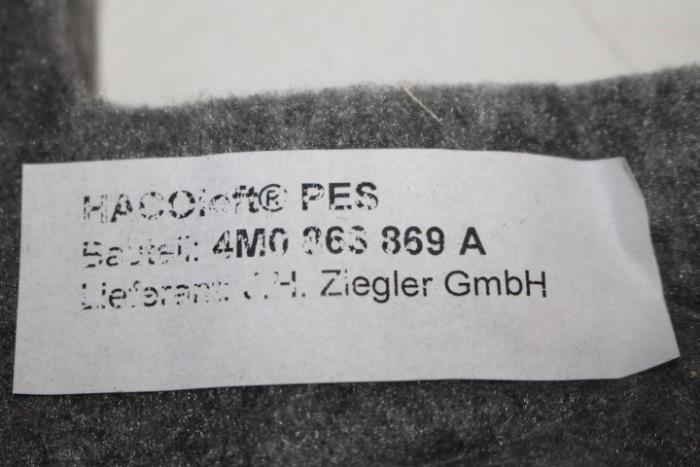 HACOloft® PES
Bauteil: 4M0 863 869 A
Lieferant: J.H. Ziegler GmbH